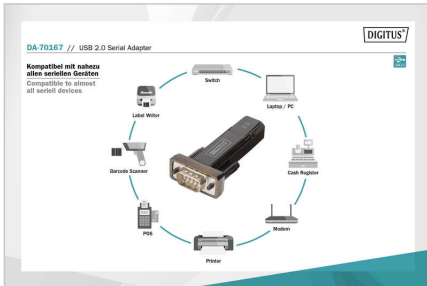 DIGITUS®
DA-70167 // USB 2.0 Serial Adapter
Kompatibel mit nahezu
allen seriellen Geräten
Compatible to almost
all seriell devices
Switch
Label Writer
Laptop / PC
DIGITUS
Barcode Scanner
Cash Register
POS
Modem
Printer